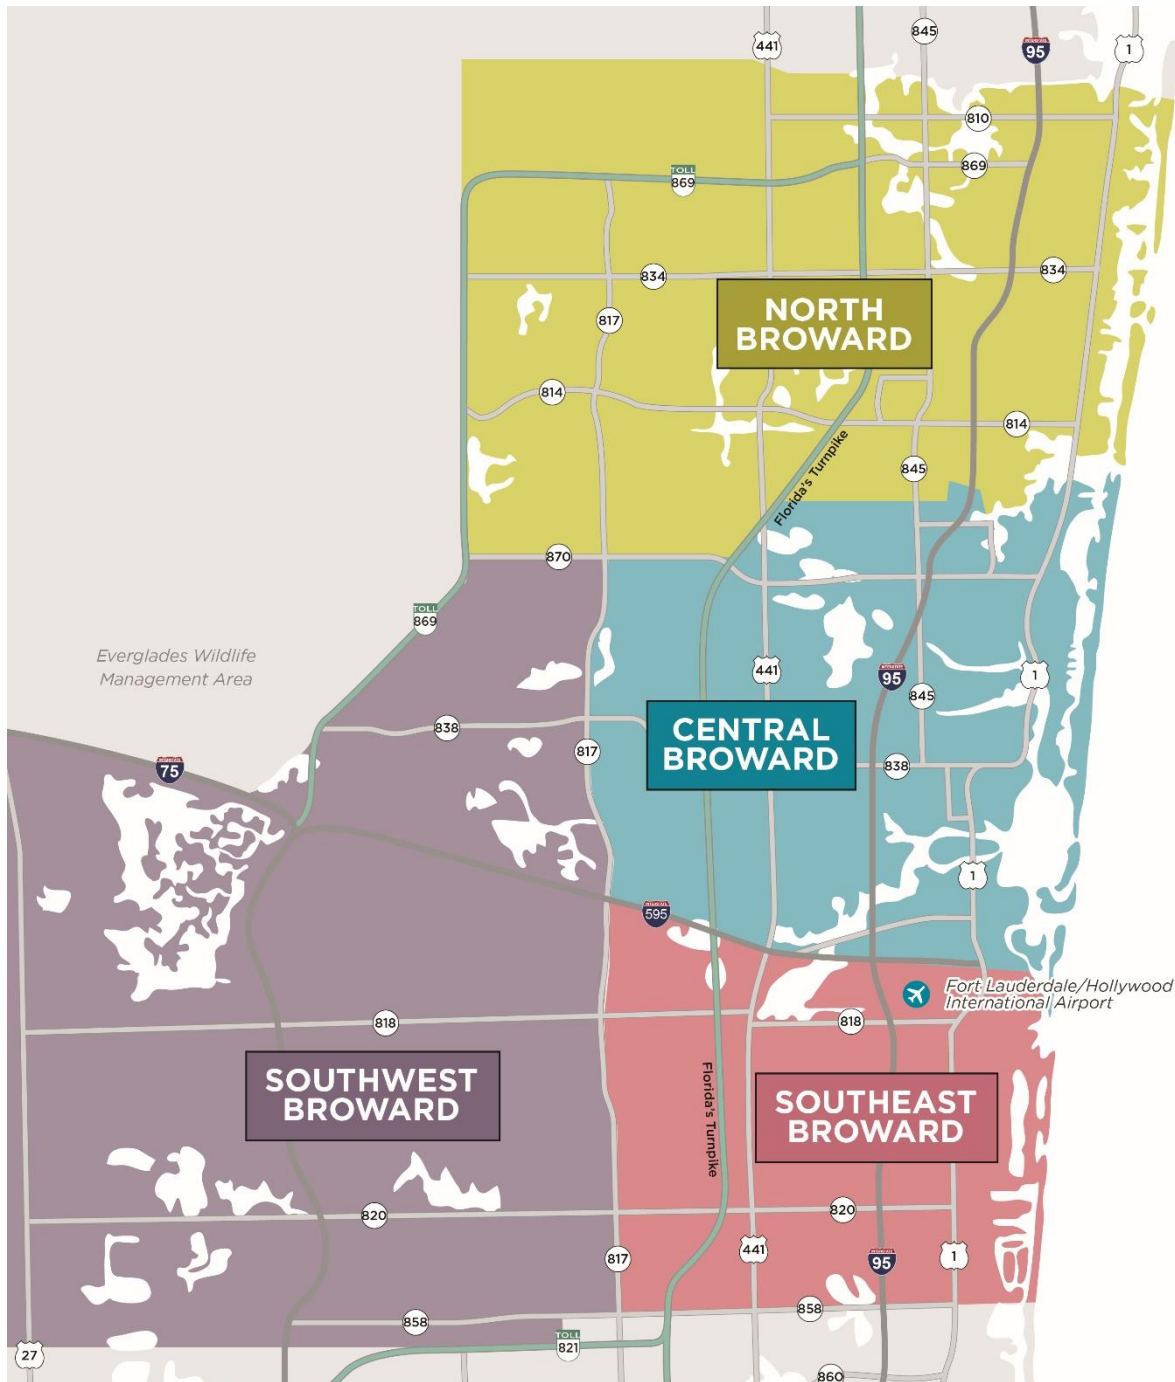 441
845
95
1
810
869
TOLL
869
834
834
817
NORTH
BROWARD
814
814
Florida's Turnpike
845
870
TOLL
869
Everglades Wildlife
Management Area
441
95
1
845
838
CENTRAL
BROWARD
817
838
75
1
595
Fort Lauderdale/Hollywood
International Airport
818
818
SOUTHWEST
BROWARD
Florida's Turnpike
SOUTHEAST
BROWARD
820
820
441
817
95
1
858
858
27
TOLL
821
860